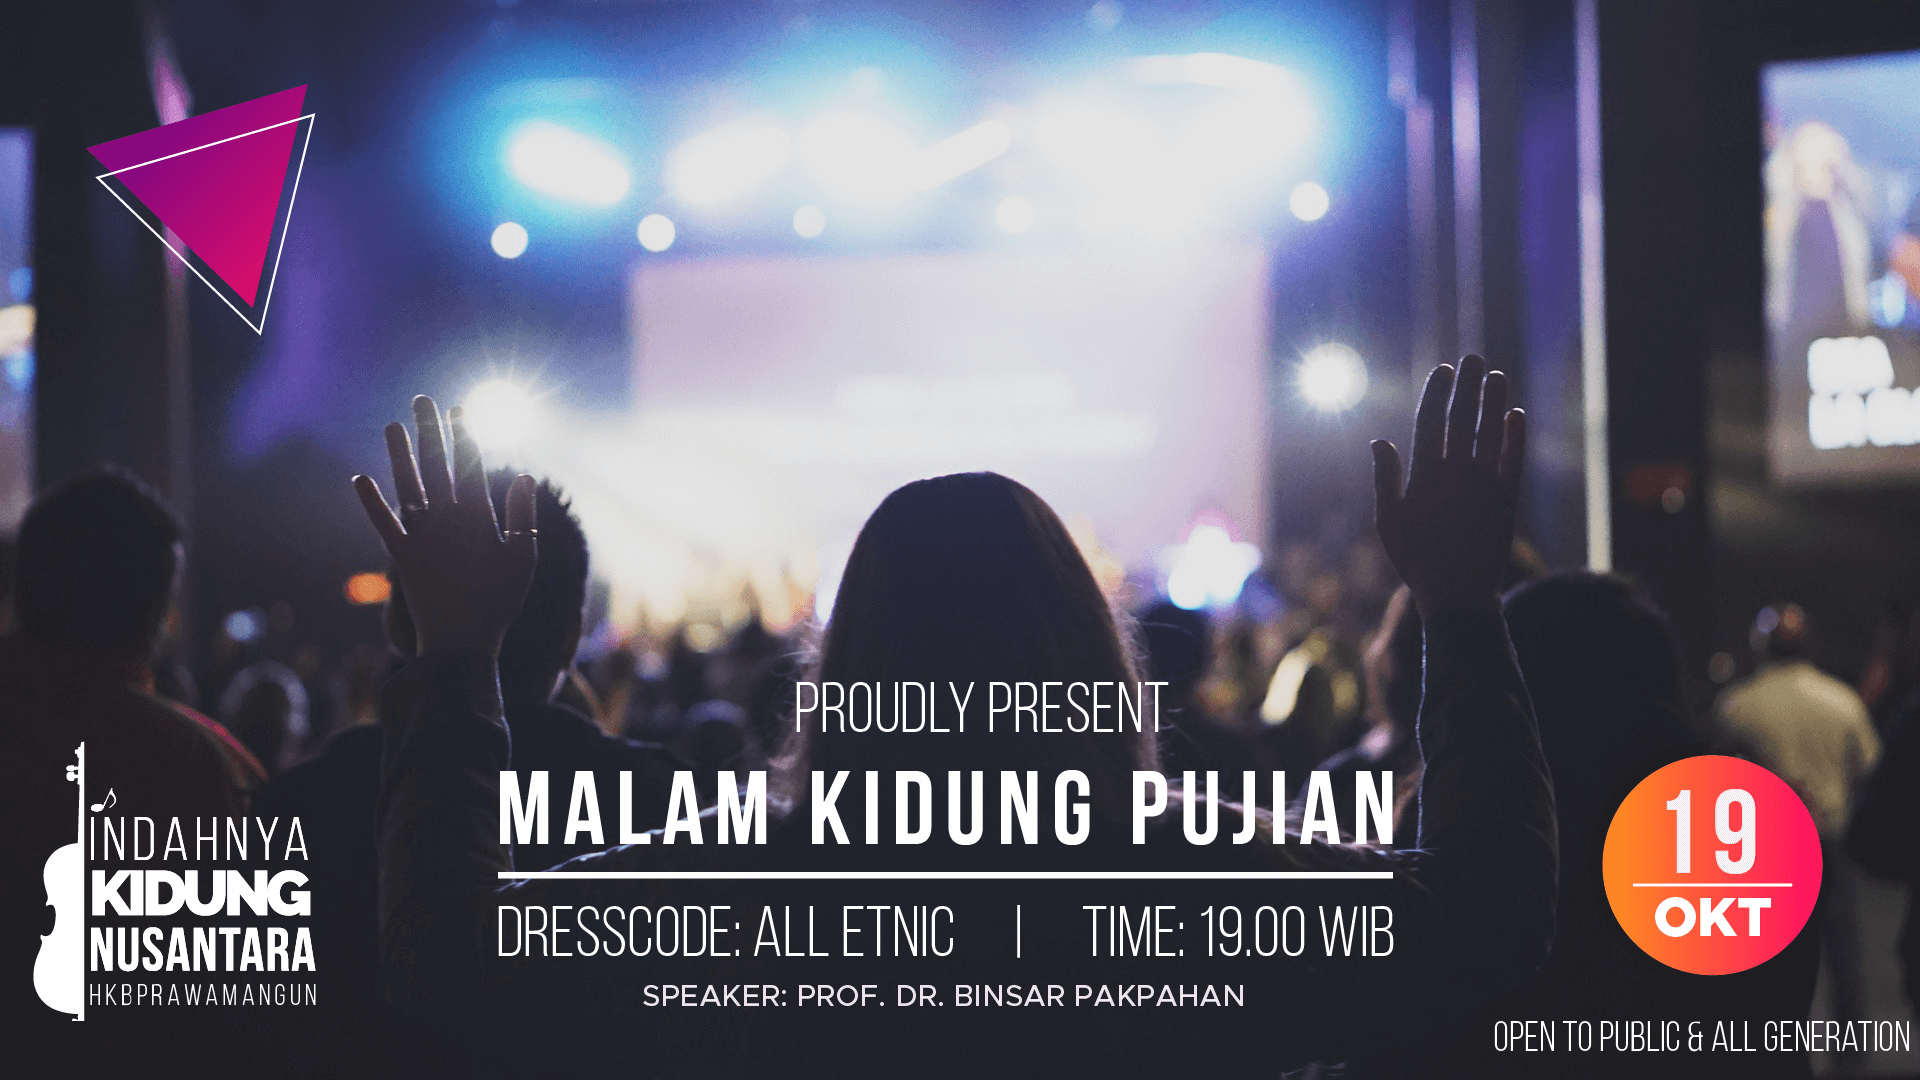 PROUDLY PRESENT
MALAM KIDUNG PUJIAN
DRESSCODE: ALL ETNIC | TIME: 19.00 WIB
SPEAKER: PROF. DR. BINSAR PAKPAHAN
INDAHNYA
KIDUNG
NUSANTARA
HKBPRAWAMANGUN
19
OKT
OPEN TO PUBLIC & ALL GENERATION